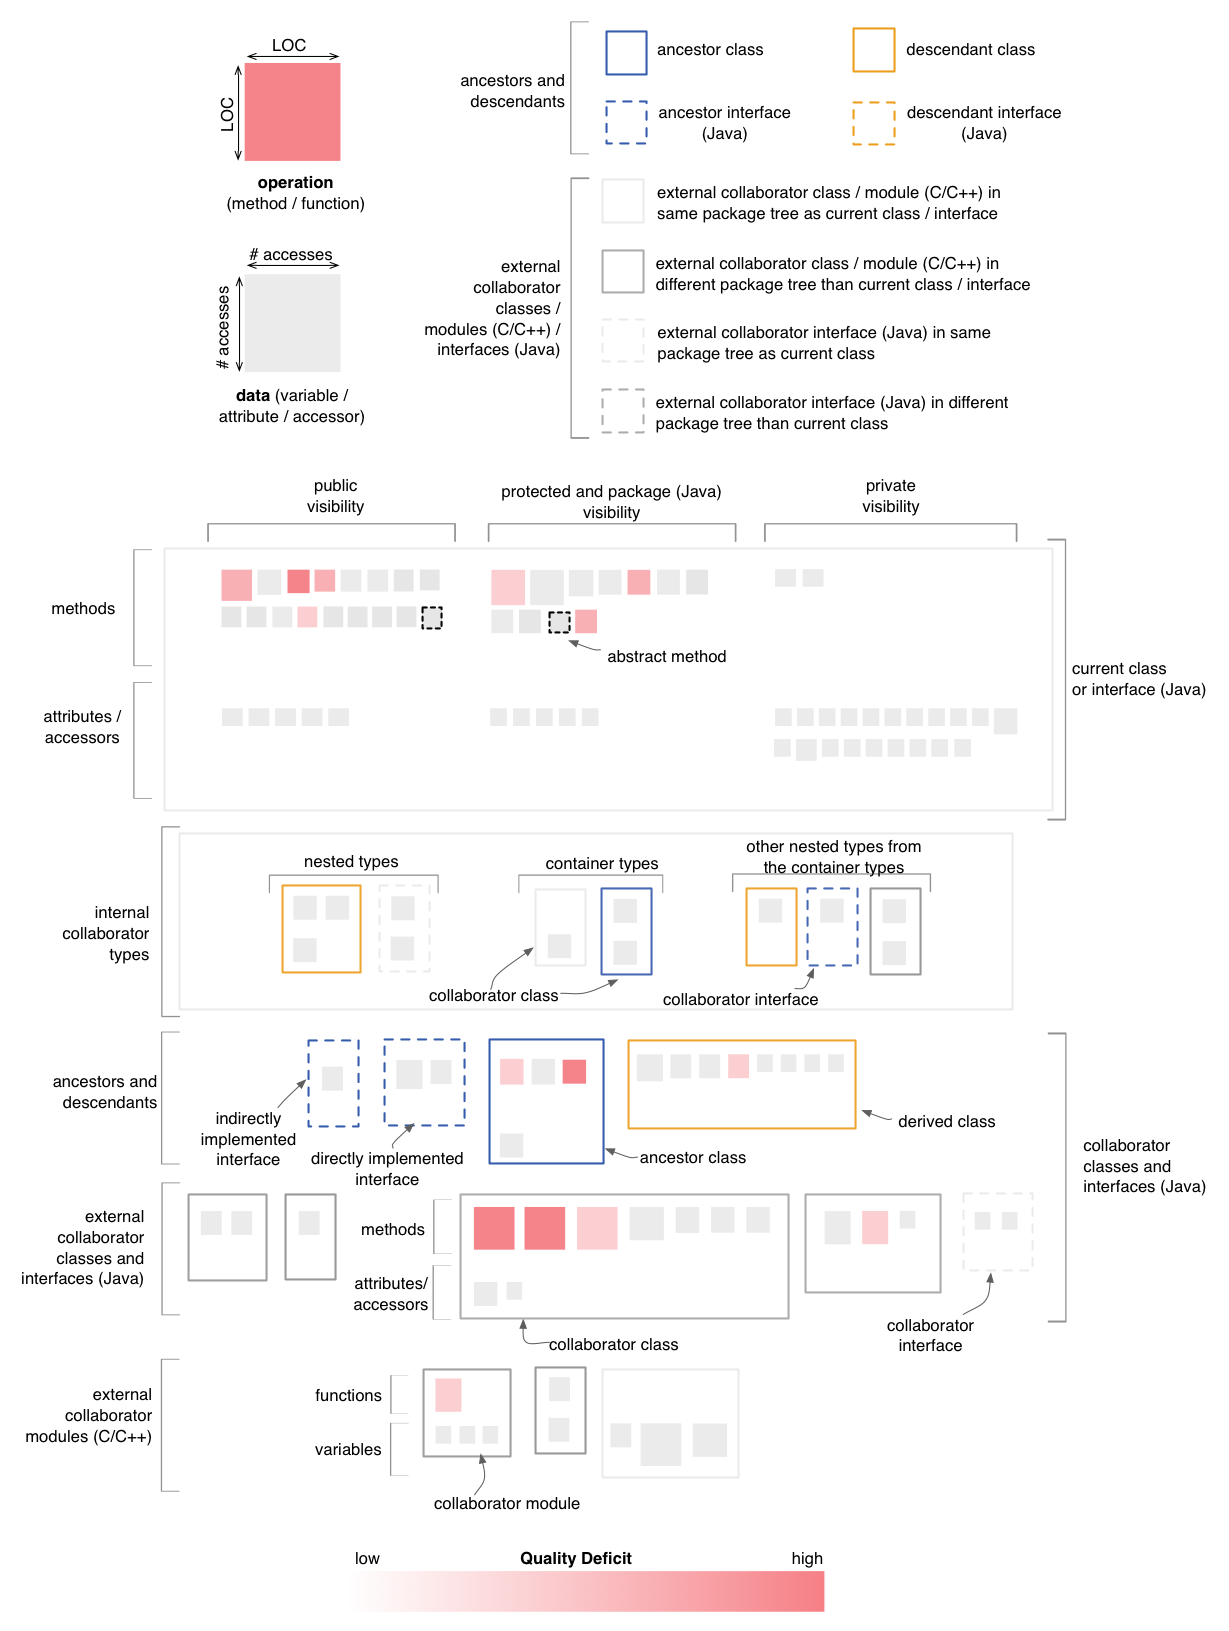 LOC
LOC
operation
(method / function)
# accesses
# accesses
data (variable /
attribute / accessor)
ancestors and
descendants
ancestor class
descendant class
ancestor interface
(Java)
descendant interface
(Java)
external
collaborator
classes /
modules (C/C++) /
interfaces (Java)
external collaborator class / module (C/C++) in
same package tree as current class / interface
external collaborator class / module (C/C++) in
different package tree than current class / interface
external collaborator interface (Java) in same
package tree as current class
external collaborator interface (Java) in different
package tree than current class
public
visibility
protected and package (Java)
visibility
private
visibility
methods
abstract method
attributes /
accessors
current class
or interface (Java)
internal
collaborator
types
nested types
container types
other nested types from
the container types
collaborator class
collaborator interface
ancestors and
descendants
indirectly
implemented
interface
directly implemented
interface
ancestor class
derived class
collaborator
classes and
interfaces (Java)
external
collaborator
classes and
interfaces (Java)
methods
attributes/
accessors
collaborator class
collaborator
interface
external
collaborator
modules (C/C++)
functions
variables
collaborator module
low
Quality Deficit
high